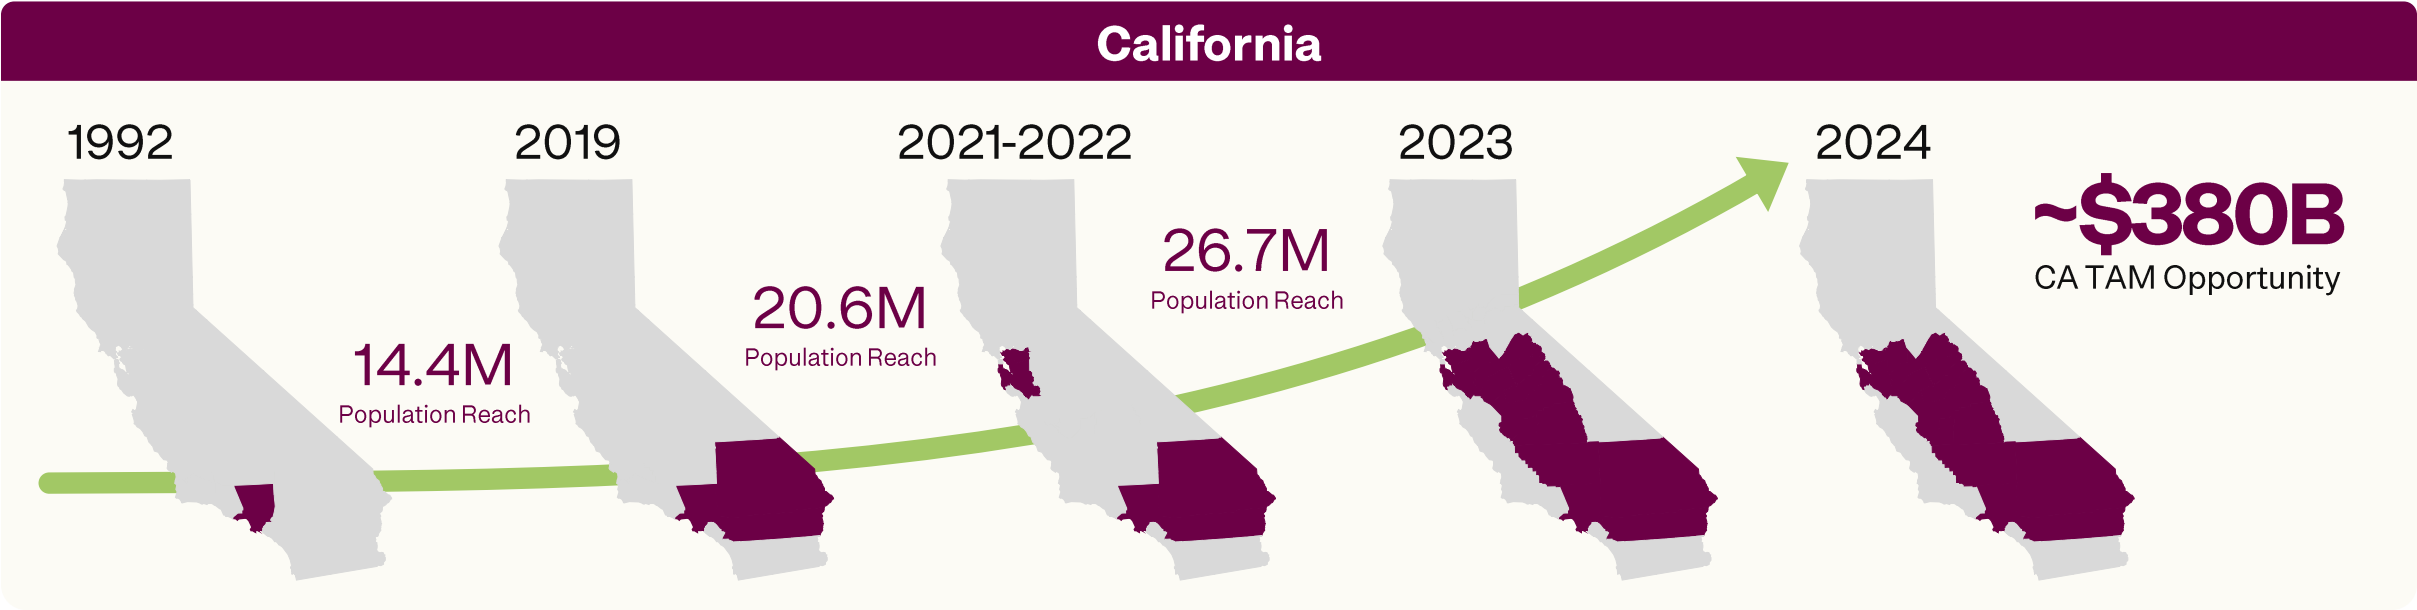 California
1992
2019
2021-2022
2023
2024
14.4M
Population Reach
20.6M
Population Reach
26.7M
Population Reach
~$380B
CA TAM Opportunity